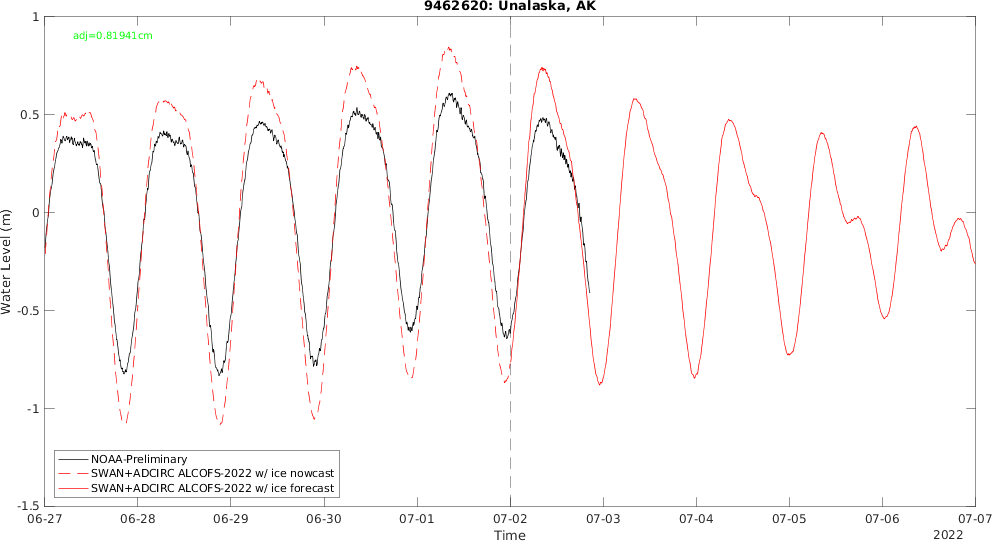 9462620: Unalaska, AK
adj=0.81941cm
1
0.5
0
-0.5
-1
-1.5
Water Level (m)
NOAA-Preliminary
SWAN+ADCIRC ALCOFS-2022 w/ ice nowcast
SWAN+ADCIRC ALCOFS-2022 w/ ice forecast
06-27 06-28 06-29 06-30 07-01 07-02 07-03 07-04 07-05 07-06 07-07
Time
2022